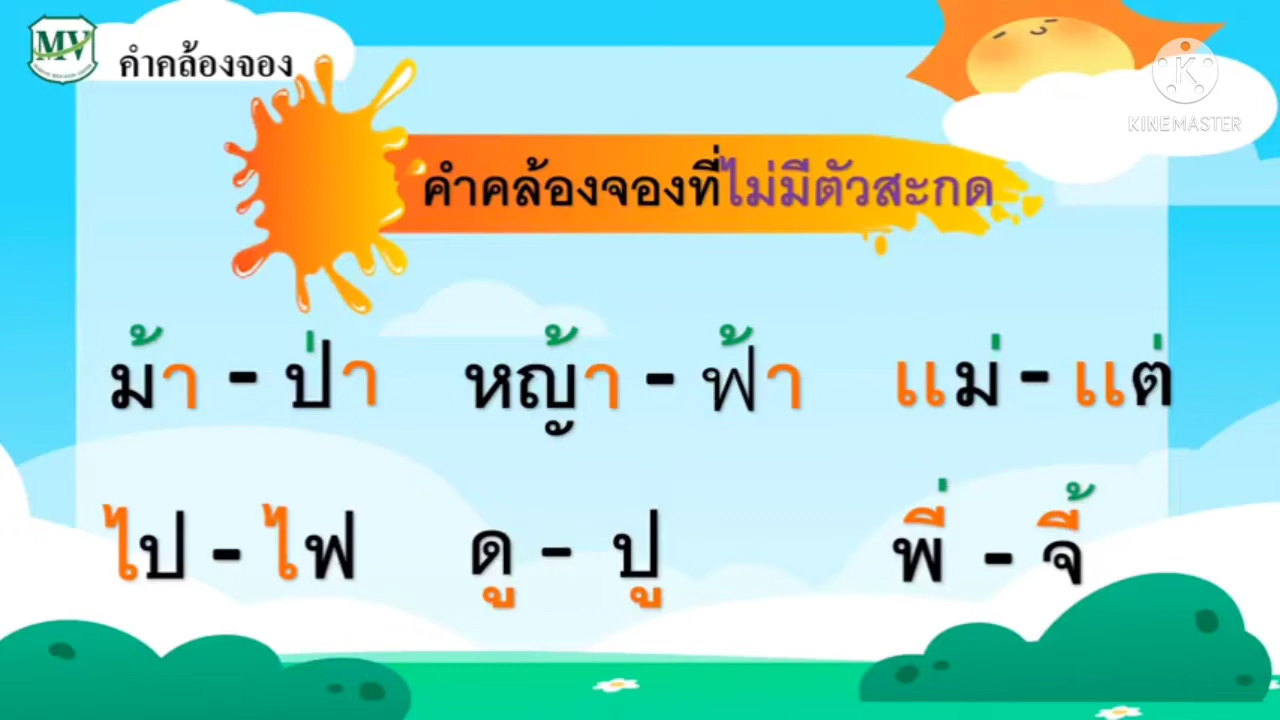 MV
คำคล้องจอง
KINEMASTER
คำคล้องจองที่ไม่มีตัวสะกด
ม้า - ป่า หญ้า - ฟ้า แม่ - แต่
ไป - ไฟ ดู - ปู พี่ - จี้